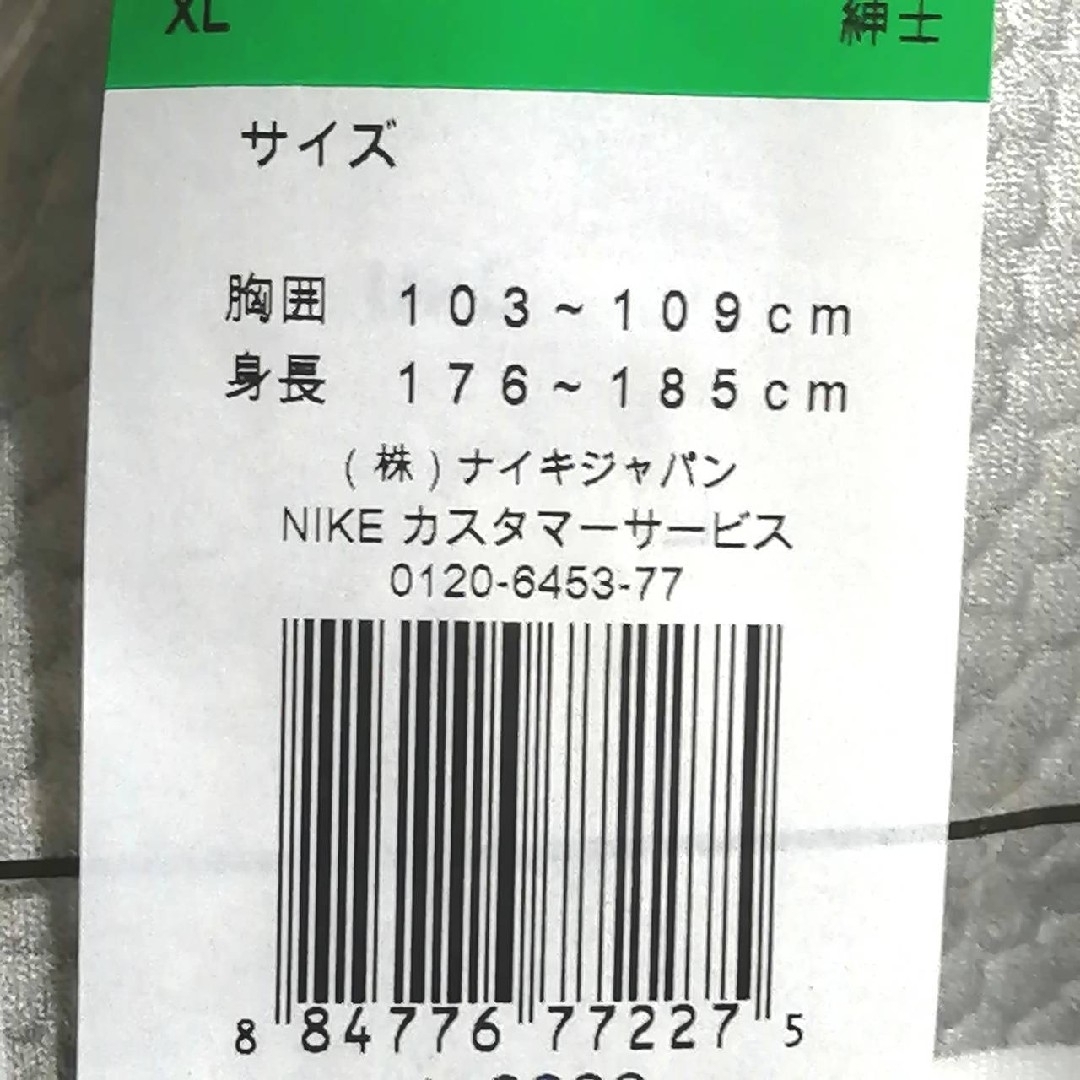 XL 紳士
サイズ
胸囲 103~109cm
身長 176~185cm
(株)ナイキジャパン
NIKE カスタマーサービス
0120-6453-77
8 84776 77227 5